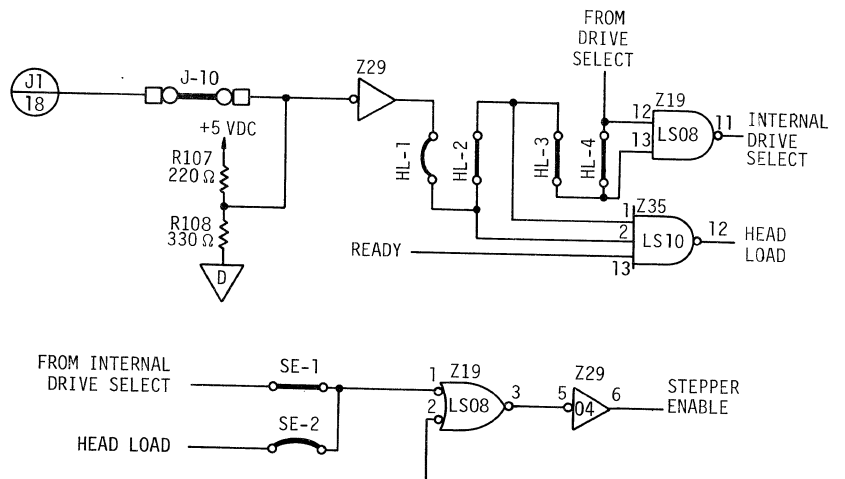 FROM
DRIVE
SELECT
J1
18
J-10
Z29
+5 VDC
R107
220 Ω
R108
330 Ω
D
HL-1
HL-2
HL-3
HL-4
12
13
Z19
LS08
11
INTERNAL
DRIVE
SELECT
1
2
13
Z35
LS10
12
HEAD
LOAD
READY
FROM INTERNAL
DRIVE SELECT
SE-1
HEAD LOAD
SE-2
1
2
Z19
LS08
3
5
Z29
04
6
STEPPER
ENABLE